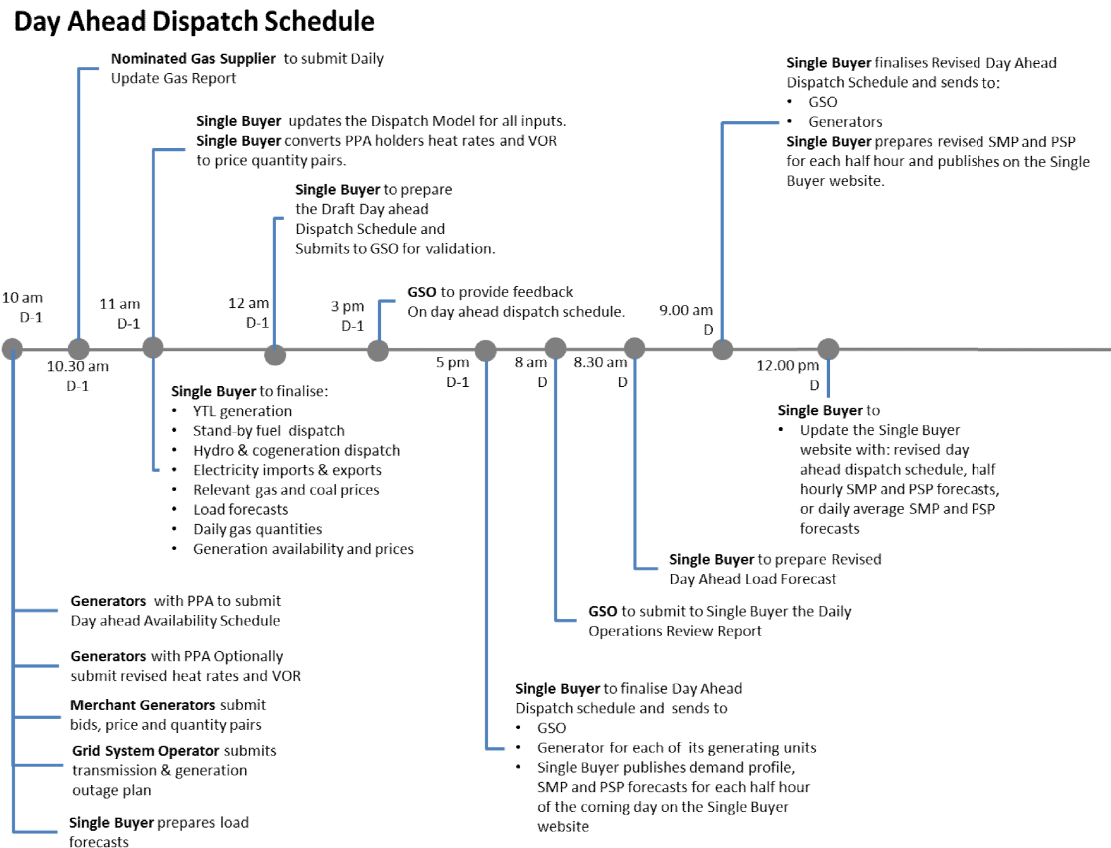 Day Ahead Dispatch Schedule
Nominated Gas Supplier to submit Daily
Update Gas Report
Single Buyer updates the Dispatch Model for all inputs.
Single Buyer converts PPA holders heat rates and VOR
to price quantity pairs.
Single Buyer to prepare
the Draft Day ahead
Dispatch Schedule and
Submits to GSO for validation.
GSO to provide feedback
On day ahead dispatch schedule.
Single Buyer finalises Revised Day Ahead
Dispatch Schedule and sends to:
• GSO
• Generators
Single Buyer prepares revised SMP and PSP
for each half hour and publishes on the Single
Buyer website.
10 am
D-1
10.30 am
D-1
11 am
D-1
12 am
D-1
3 pm
D-1
5 pm
D-1
8 am
D
8.30 am
D
9.00 am
D
12.00 pm
D
Single Buyer to finalise:
• YTL generation
• Stand-by fuel dispatch
• Hydro & cogeneration dispatch
• Electricity imports & exports
• Relevant gas and coal prices
• Load forecasts
• Daily gas quantities
• Generation availability and prices
Single Buyer to
• Update the Single Buyer
website with: revised day
ahead dispatch schedule, half
hourly SMP and PSP forecasts,
or daily average SMP and PSP
forecasts
Single Buyer to prepare Revised
Day Ahead Load Forecast
GSO to submit to Single Buyer the Daily
Operations Review Report
Single Buyer to finalise Day Ahead
Dispatch schedule and sends to
• GSO
• Generator for each of its generating units
• Single Buyer publishes demand profile,
SMP and PSP forecasts for each half hour
of the coming day on the Single Buyer
website
Generators with PPA to submit
Day ahead Availability Schedule
Generators with PPA Optionally
submit revised heat rates and VOR
Merchant Generators submit
bids, price and quantity pairs
Grid System Operator submits
transmission & generation
outage plan
Single Buyer prepares load
forecasts